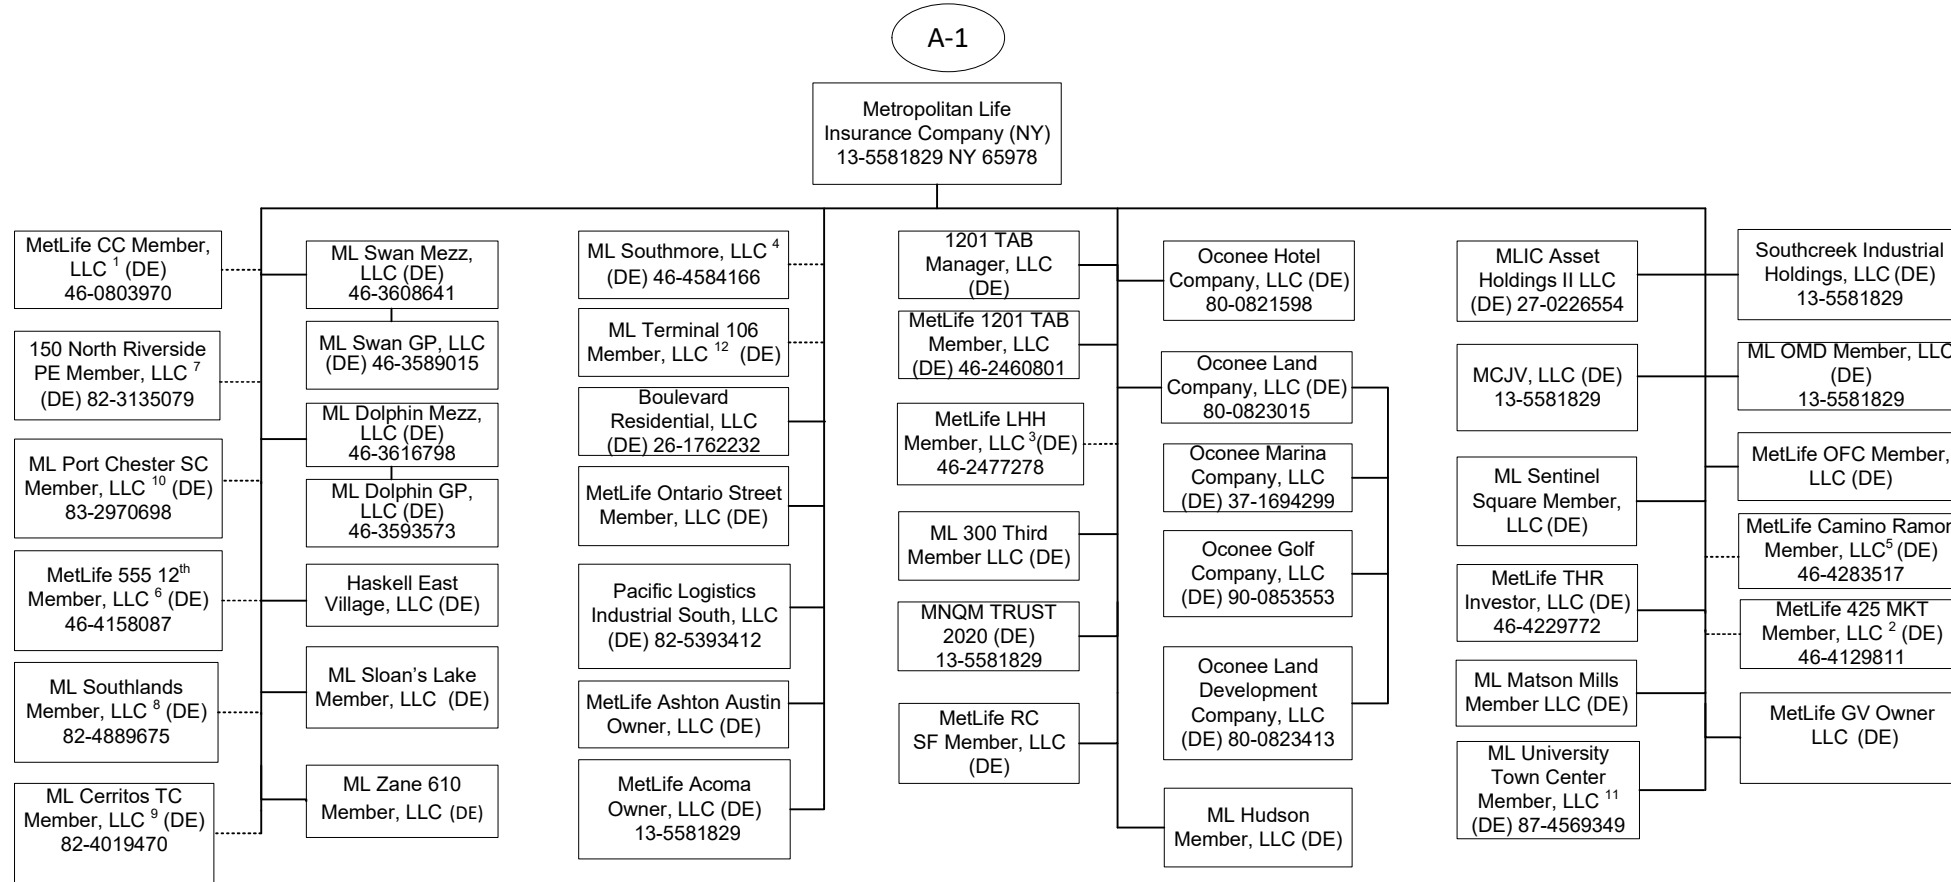 A-1
Metropolitan Life
Insurance Company (NY)
13-5581829 NY 65978
MetLife CC Member,
LLC 1 (DE)
46-0803970
150 North Riverside
PE Member, LLC 7
(DE) 82-3135079
ML Port Chester SC
Member, LLC 10 (DE)
83-2970698
MetLife 555 12th
Member, LLC 6 (DE)
46-4158087
ML Southlands
Member, LLC 8 (DE)
82-4889675
ML Cerritos TC
Member, LLC 9 (DE)
82-4019470
ML Swan Mezz,
LLC (DE)
46-3608641
ML Swan GP, LLC
(DE) 46-3589015
ML Dolphin Mezz,
LLC (DE)
46-3616798
ML Dolphin GP,
LLC (DE)
46-3593573
Haskell East
Village, LLC (DE)
ML Sloan’s Lake
Member, LLC (DE)
ML Zane 610
Member, LLC (DE)
ML Southmore, LLC 4
(DE) 46-4584166
ML Terminal 106
Member, LLC 12 (DE)
Boulevard
Residential, LLC
(DE) 26-1762232
MetLife Ontario Street
Member, LLC (DE)
Pacific Logistics
Industrial South, LLC
(DE) 82-5393412
MetLife Ashton Austin
Owner, LLC (DE)
MetLife Acoma
Owner, LLC (DE)
13-5581829
1201 TAB
Manager, LLC
(DE)
MetLife 1201 TAB
Member, LLC
(DE) 46-2460801
MetLife LHH
Member, LLC 3(DE)
46-2477278
ML 300 Third
Member LLC (DE)
MNQM TRUST
2020 (DE)
13-5581829
MetLife RC
SF Member, LLC
(DE)
Oconee Hotel
Company, LLC (DE)
80-0821598
Oconee Land
Company, LLC (DE)
80-0823015
Oconee Marina
Company, LLC
(DE) 37-1694299
Oconee Golf
Company, LLC
(DE) 90-0853553
Oconee Land
Development
Company, LLC
(DE) 80-0823413
ML Hudson
Member, LLC (DE)
MLIC Asset
Holdings II LLC
(DE) 27-0226554
MCJV, LLC (DE)
13-5581829
ML Sentinel
Square Member,
LLC (DE)
MetLife THR
Investor, LLC (DE)
46-4229772
ML Matson Mills
Member LLC (DE)
ML University
Town Center
Member, LLC 11
(DE) 87-4569349
Southcreek Industrial
Holdings, LLC (DE)
13-5581829
ML OMD Member, LLC
(DE)
13-5581829
MetLife OFC Member,
LLC (DE)
MetLife Camino Ramon
Member, LLC5 (DE)
46-4283517
MetLife 425 MKT
Member, LLC 2 (DE)
46-4129811
MetLife GV Owner
LLC (DE)